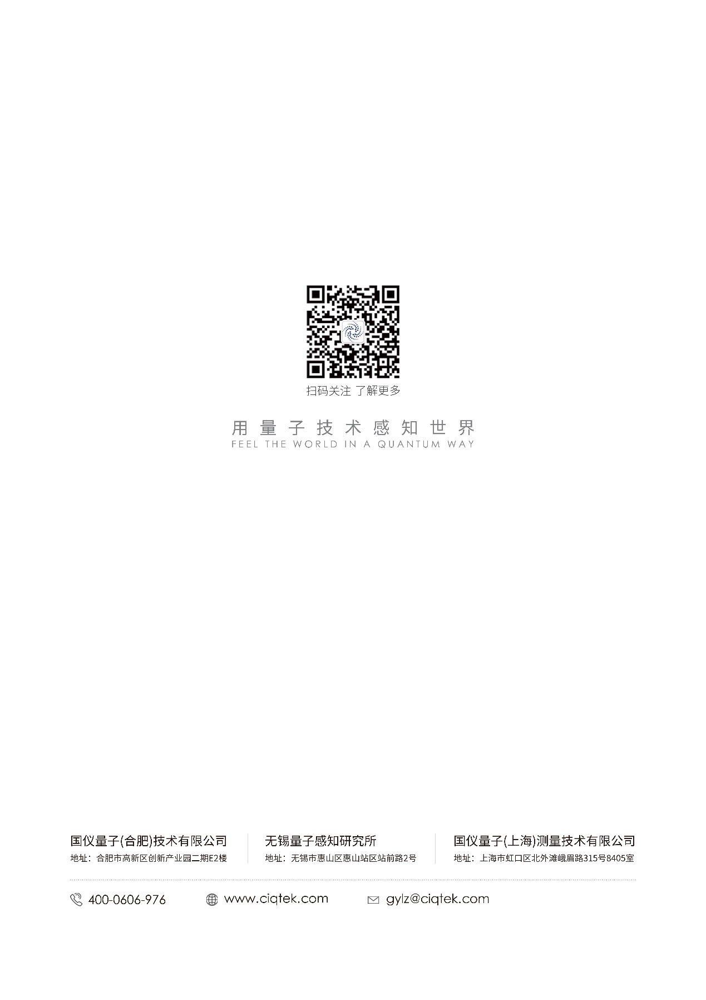 扫码关注 了解更多
用量子技术感知世界
FEEL THE WORLD IN A QUANTUM WAY
国仪量子(合肥)技术有限公司
地址：合肥市高新区创新产业园二期E2楼
无锡量子感知研究所
地址：无锡市惠山区惠山站区站前路2号
国仪量子(上海)测量技术有限公司
地址：上海市虹口区北外滩峨眉路315号8405室
400-0606-976
www.ciqtek.com
gylz@ciqtek.com